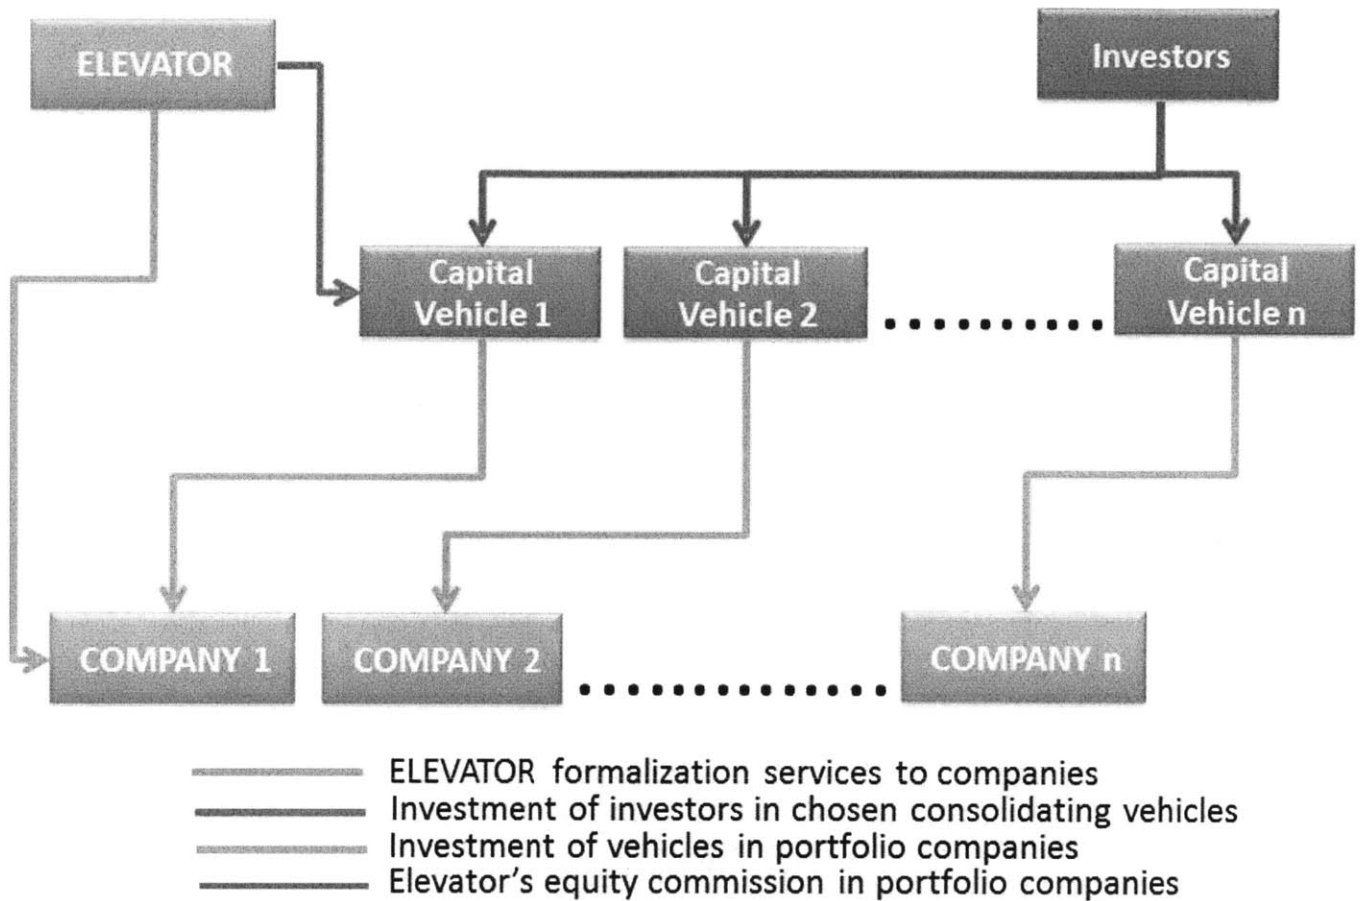 ELEVATOR
Investors
Capital
Vehicle 1
Capital
Vehicle 2
Capital
Vehicle n
COMPANY 1
COMPANY 2
COMPANY n
ELEVATOR formalization services to companies
Investment of investors in chosen consolidating vehicles
Investment of vehicles in portfolio companies
Elevator's equity commission in portfolio companies